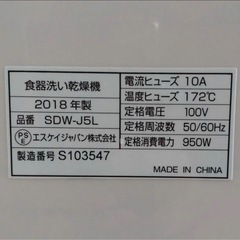 食器洗い乾燥機
2018年製
品番 SDW-J5L
PSE エスケイジャパン株式会社
製造番号 S103547
電流ヒューズ 10A
温度ヒューズ 172℃
定格電圧 100V
定格周波数 50/60Hz
定格消費電力 950W
MADE IN CHINA